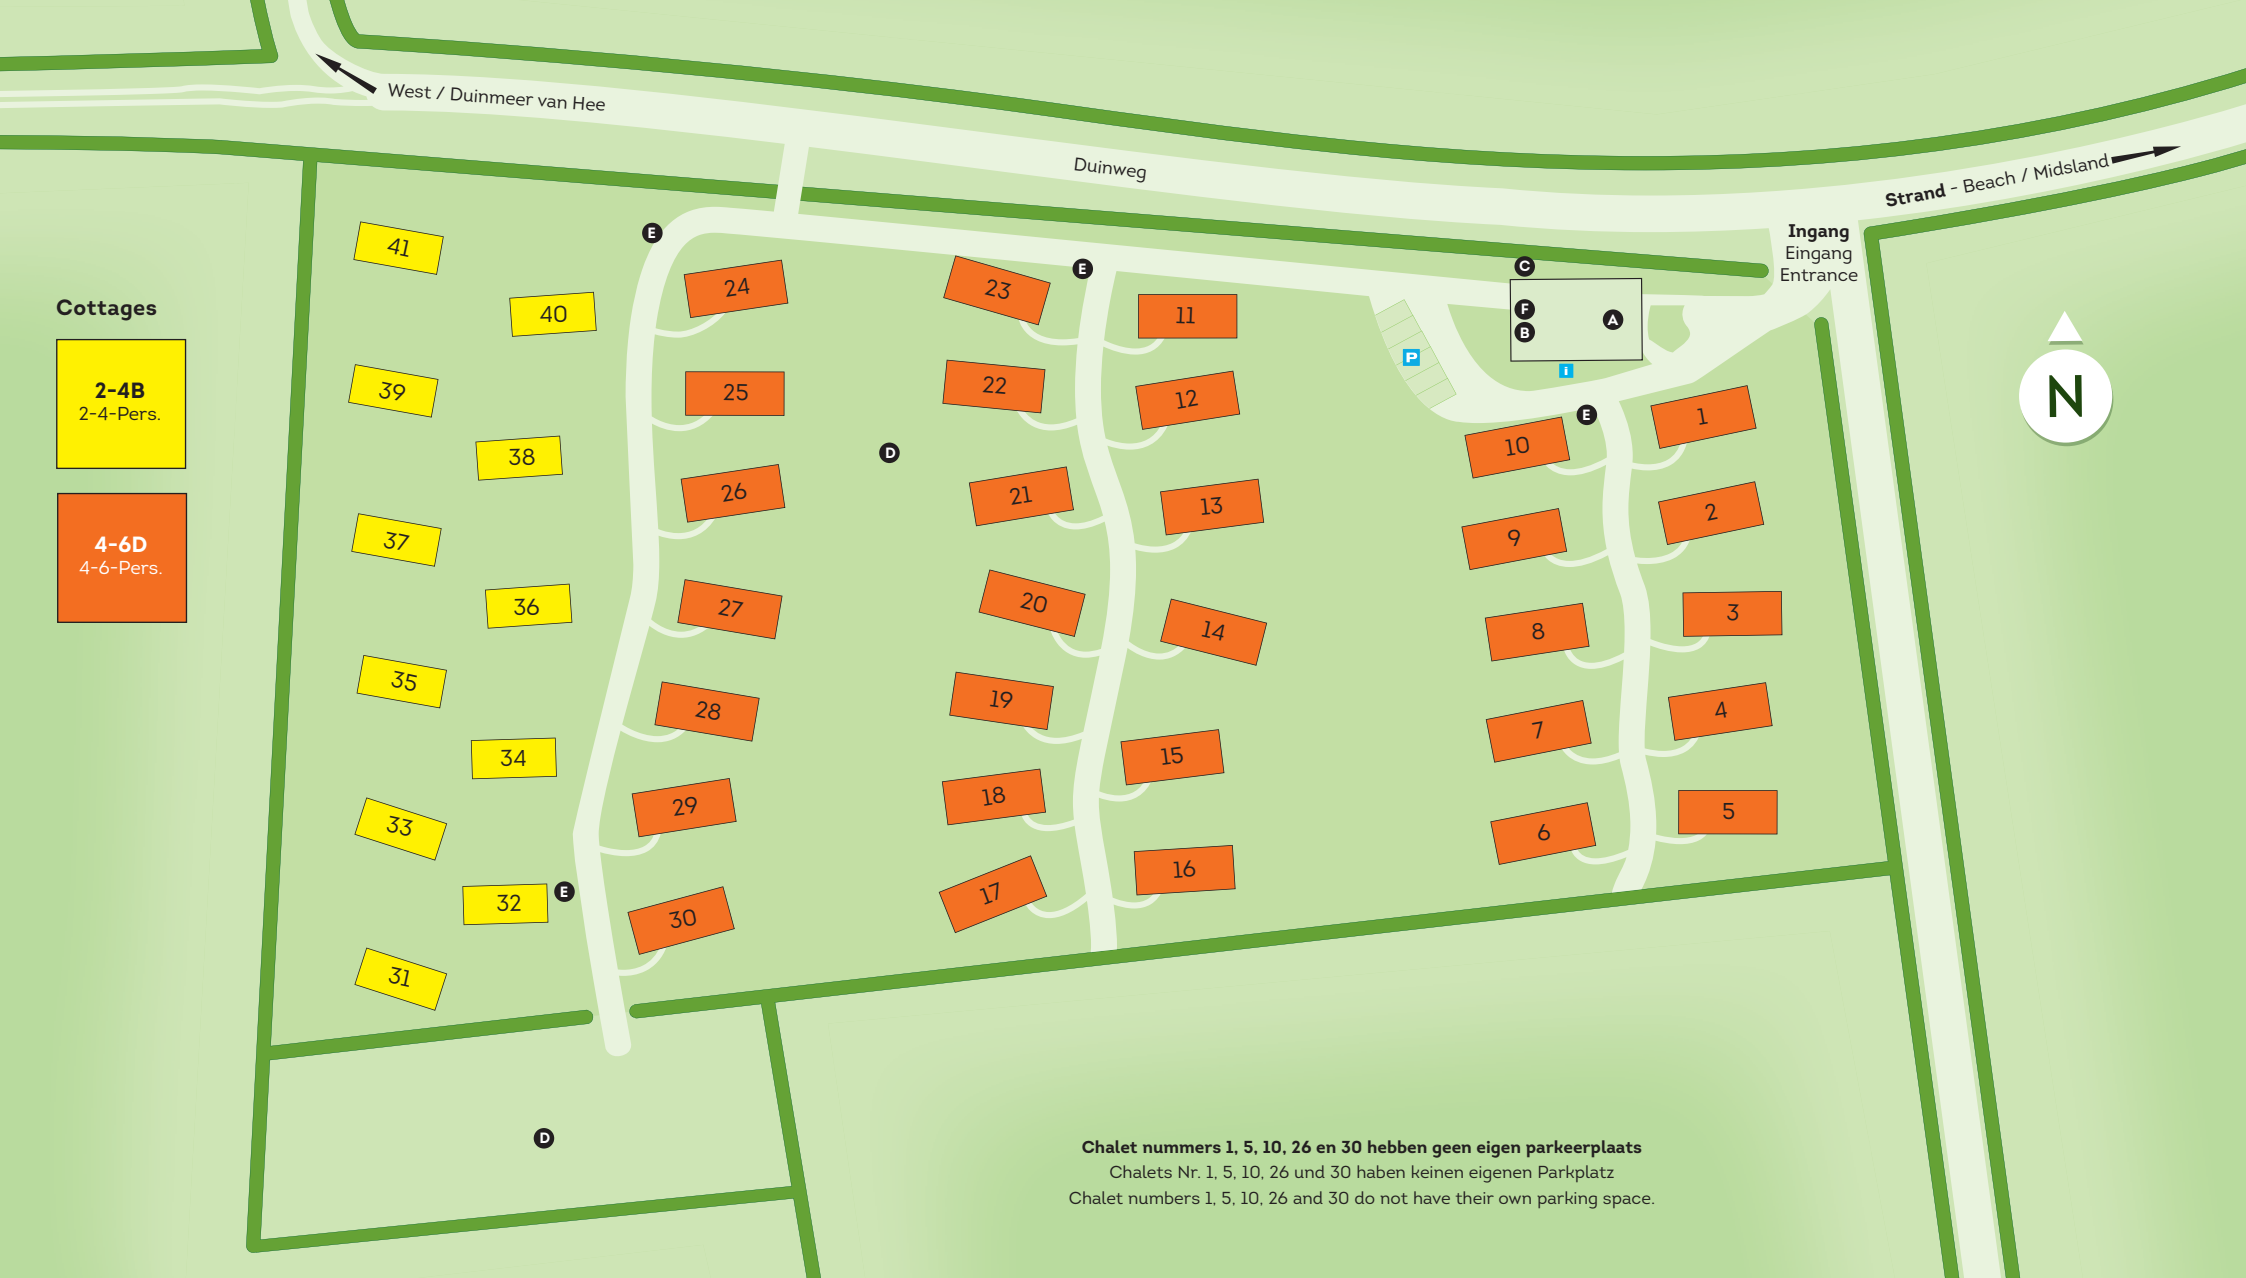 West / Duinmeer van Hee
Duinweg
Strand - Beach / Midsland
Ingang
Eingang
Entrance
Cottages
2-4B
2-4-Pers.
4-6D
4-6-Pers.
N
41
40
39
38
37
36
35
34
33
32
31
E
E
24
25
26
27
28
29
30
D
23
22
21
20
19
18
17
E
11
12
13
14
15
16
P
C
F
B
A
i
E
10
9
8
7
6
1
2
3
4
5
D
Chalet nummers 1, 5, 10, 26 en 30 hebben geen eigen parkeerplaats
Chalets Nr. 1, 5, 10, 26 und 30 haben keinen eigenen Parkplatz
Chalet numbers 1, 5, 10, 26 and 30 do not have their own parking space.